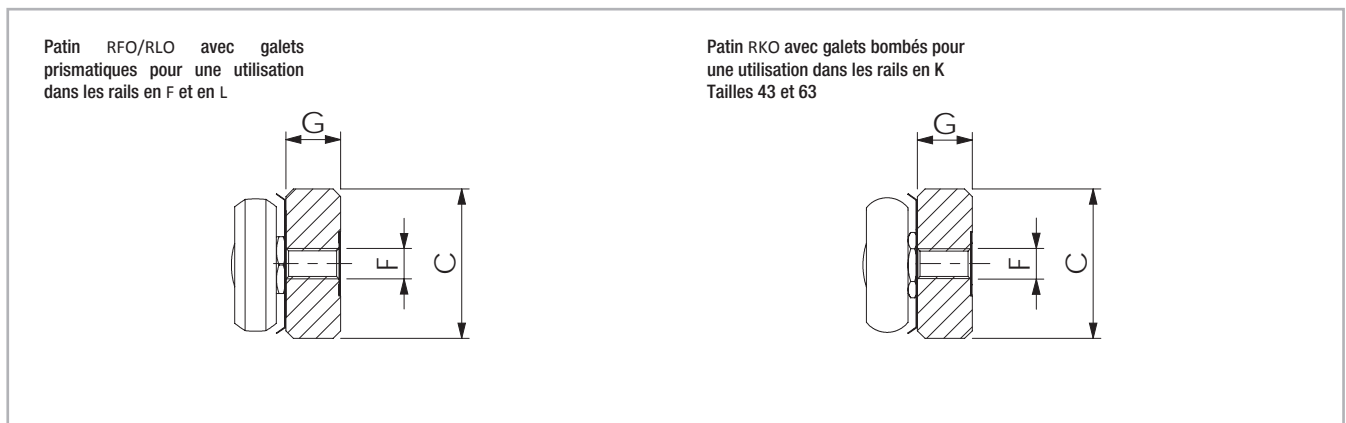 Patin RFO/RLO avec galets
prismatiques pour une utilisation
dans les rails en F et en L
G
F
C
Patin RKO avec galets bombés pour
une utilisation dans les rails en K
Tailles 43 et 63
G
F
C